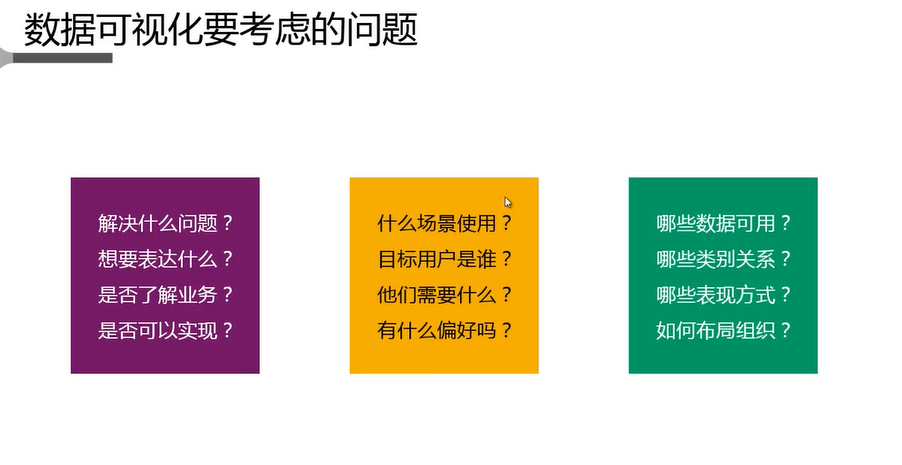 数据可视化要考虑的问题
解决什么问题？
想要表达什么？
是否了解业务？
是否可以实现？
什么场景使用？
目标用户是谁？
他们需要什么？
有什么偏好吗？
哪些数据可用？
哪些类别关系？
哪些表现方式？
如何布局组织？